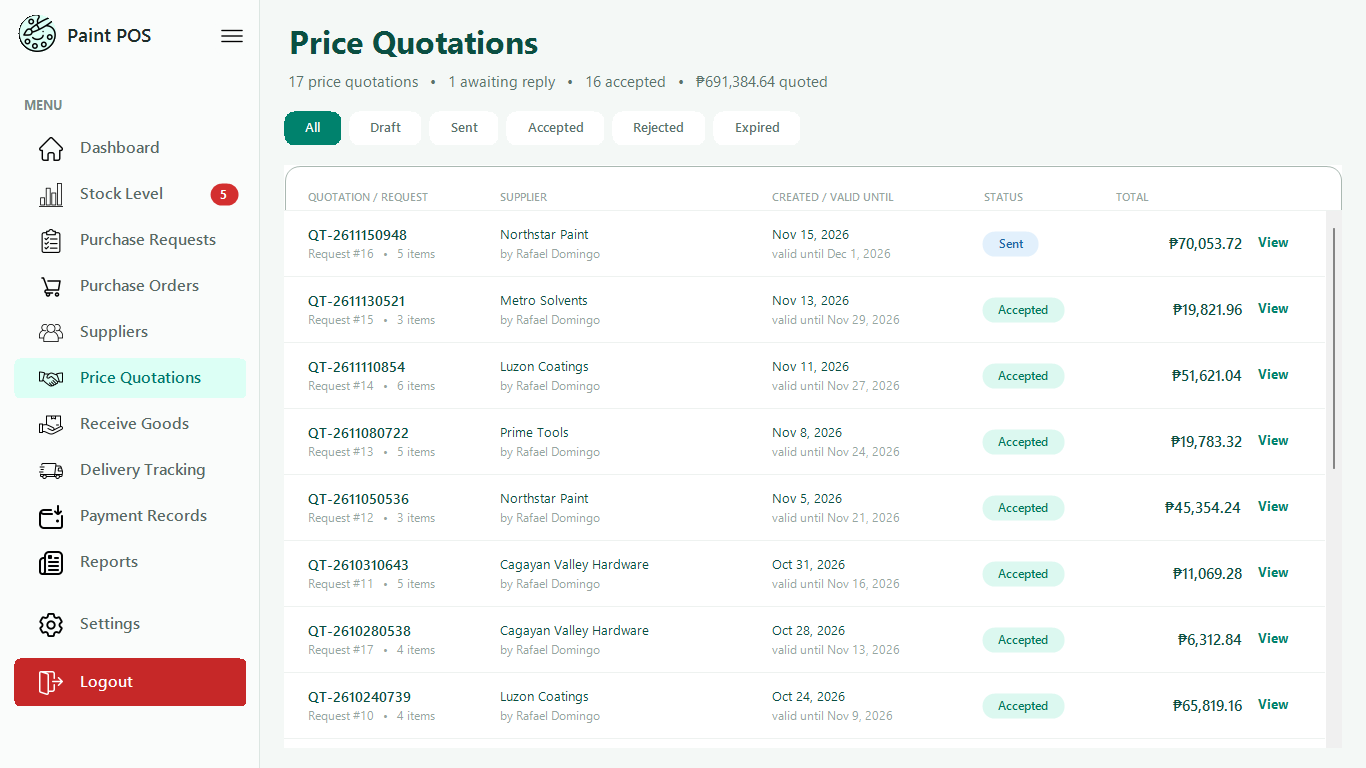 Paint POS
MENU
Dashboard
Stock Level 5
Purchase Requests
Purchase Orders
Suppliers
Price Quotations
Receive Goods
Delivery Tracking
Payment Records
Reports
Settings
Logout
Price Quotations
17 price quotations • 1 awaiting reply • 16 accepted • ₱691,384.64 quoted
All Draft Sent Accepted Rejected Expired
QUOTATION / REQUEST SUPPLIER CREATED / VALID UNTIL STATUS TOTAL
QT-2611150948 Northstar Paint Nov 15, 2026 Sent ₱70,053.72 View
Request #16 • 5 items by Rafael Domingo valid until Dec 1, 2026
QT-2611130521 Metro Solvents Nov 13, 2026 Accepted ₱19,821.96 View
Request #15 • 3 items by Rafael Domingo valid until Nov 29, 2026
QT-2611110854 Luzon Coatings Nov 11, 2026 Accepted ₱51,621.04 View
Request #14 • 6 items by Rafael Domingo valid until Nov 27, 2026
QT-2611080722 Prime Tools Nov 8, 2026 Accepted ₱19,783.32 View
Request #13 • 5 items by Rafael Domingo valid until Nov 24, 2026
QT-2611050536 Northstar Paint Nov 5, 2026 Accepted ₱45,354.24 View
Request #12 • 3 items by Rafael Domingo valid until Nov 21, 2026
QT-2610310643 Cagayan Valley Hardware Oct 31, 2026 Accepted ₱11,069.28 View
Request #11 • 5 items by Rafael Domingo valid until Nov 16, 2026
QT-2610280538 Cagayan Valley Hardware Oct 28, 2026 Accepted ₱6,312.84 View
Request #17 • 4 items by Rafael Domingo valid until Nov 13, 2026
QT-2610240739 Luzon Coatings Oct 24, 2026 Accepted ₱65,819.16 View
Request #10 • 4 items by Rafael Domingo valid until Nov 9, 2026